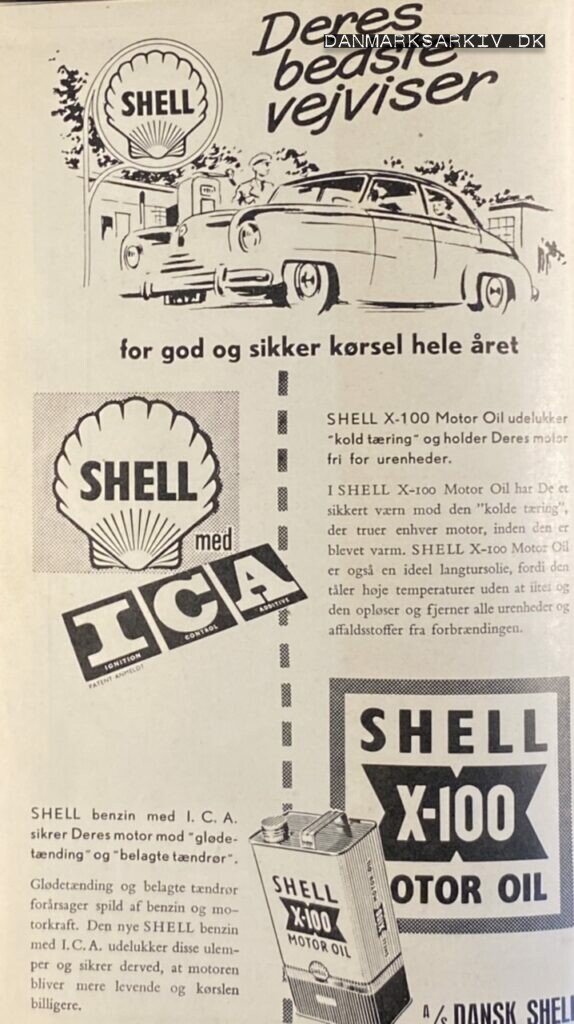 Deres
DANMARKSARKIV.DK
bedste
vejviser
SHELL
for god og sikker kørsel hele året
SHELL
med
ICA
IGNITION
CONTROL
ADDITIVE
PATENT ANMELDT
SHELL X-100 Motor Oil udelukker
"kold tæring" og holder Deres motor
fri for urenheder.
I SHELL X-100 Motor Oil har De et
sikkert værn mod den "kolde tæring",
der truer enhver motor, inden den er
blevet varm. SHELL X-100 Motor Oil
er også en ideel langtursolie, fordi den
tåler høje temperaturer uden at iltes og
den opløser og fjerner alle urenheder og
affaldsstoffer fra forbrændingen.
SHELL
X-100
OTOR OIL
SHELL benzin med I. C. A.
sikrer Deres motor mod "gløde-
tænding" og "belagte tændrør".
Glødetænding og belagte tændrør
forårsager spild af benzin og mo-
torkraft. Den nye SHELL benzin
med I.C.A. udelukker disse ulem-
per og sikrer derved, at motoren
bliver mere levende og kørslen
billigere.
SHELL
X-100
MOTOR OIL
SHELL
X-100
MOTOR OIL
A/S DANSK SHELL